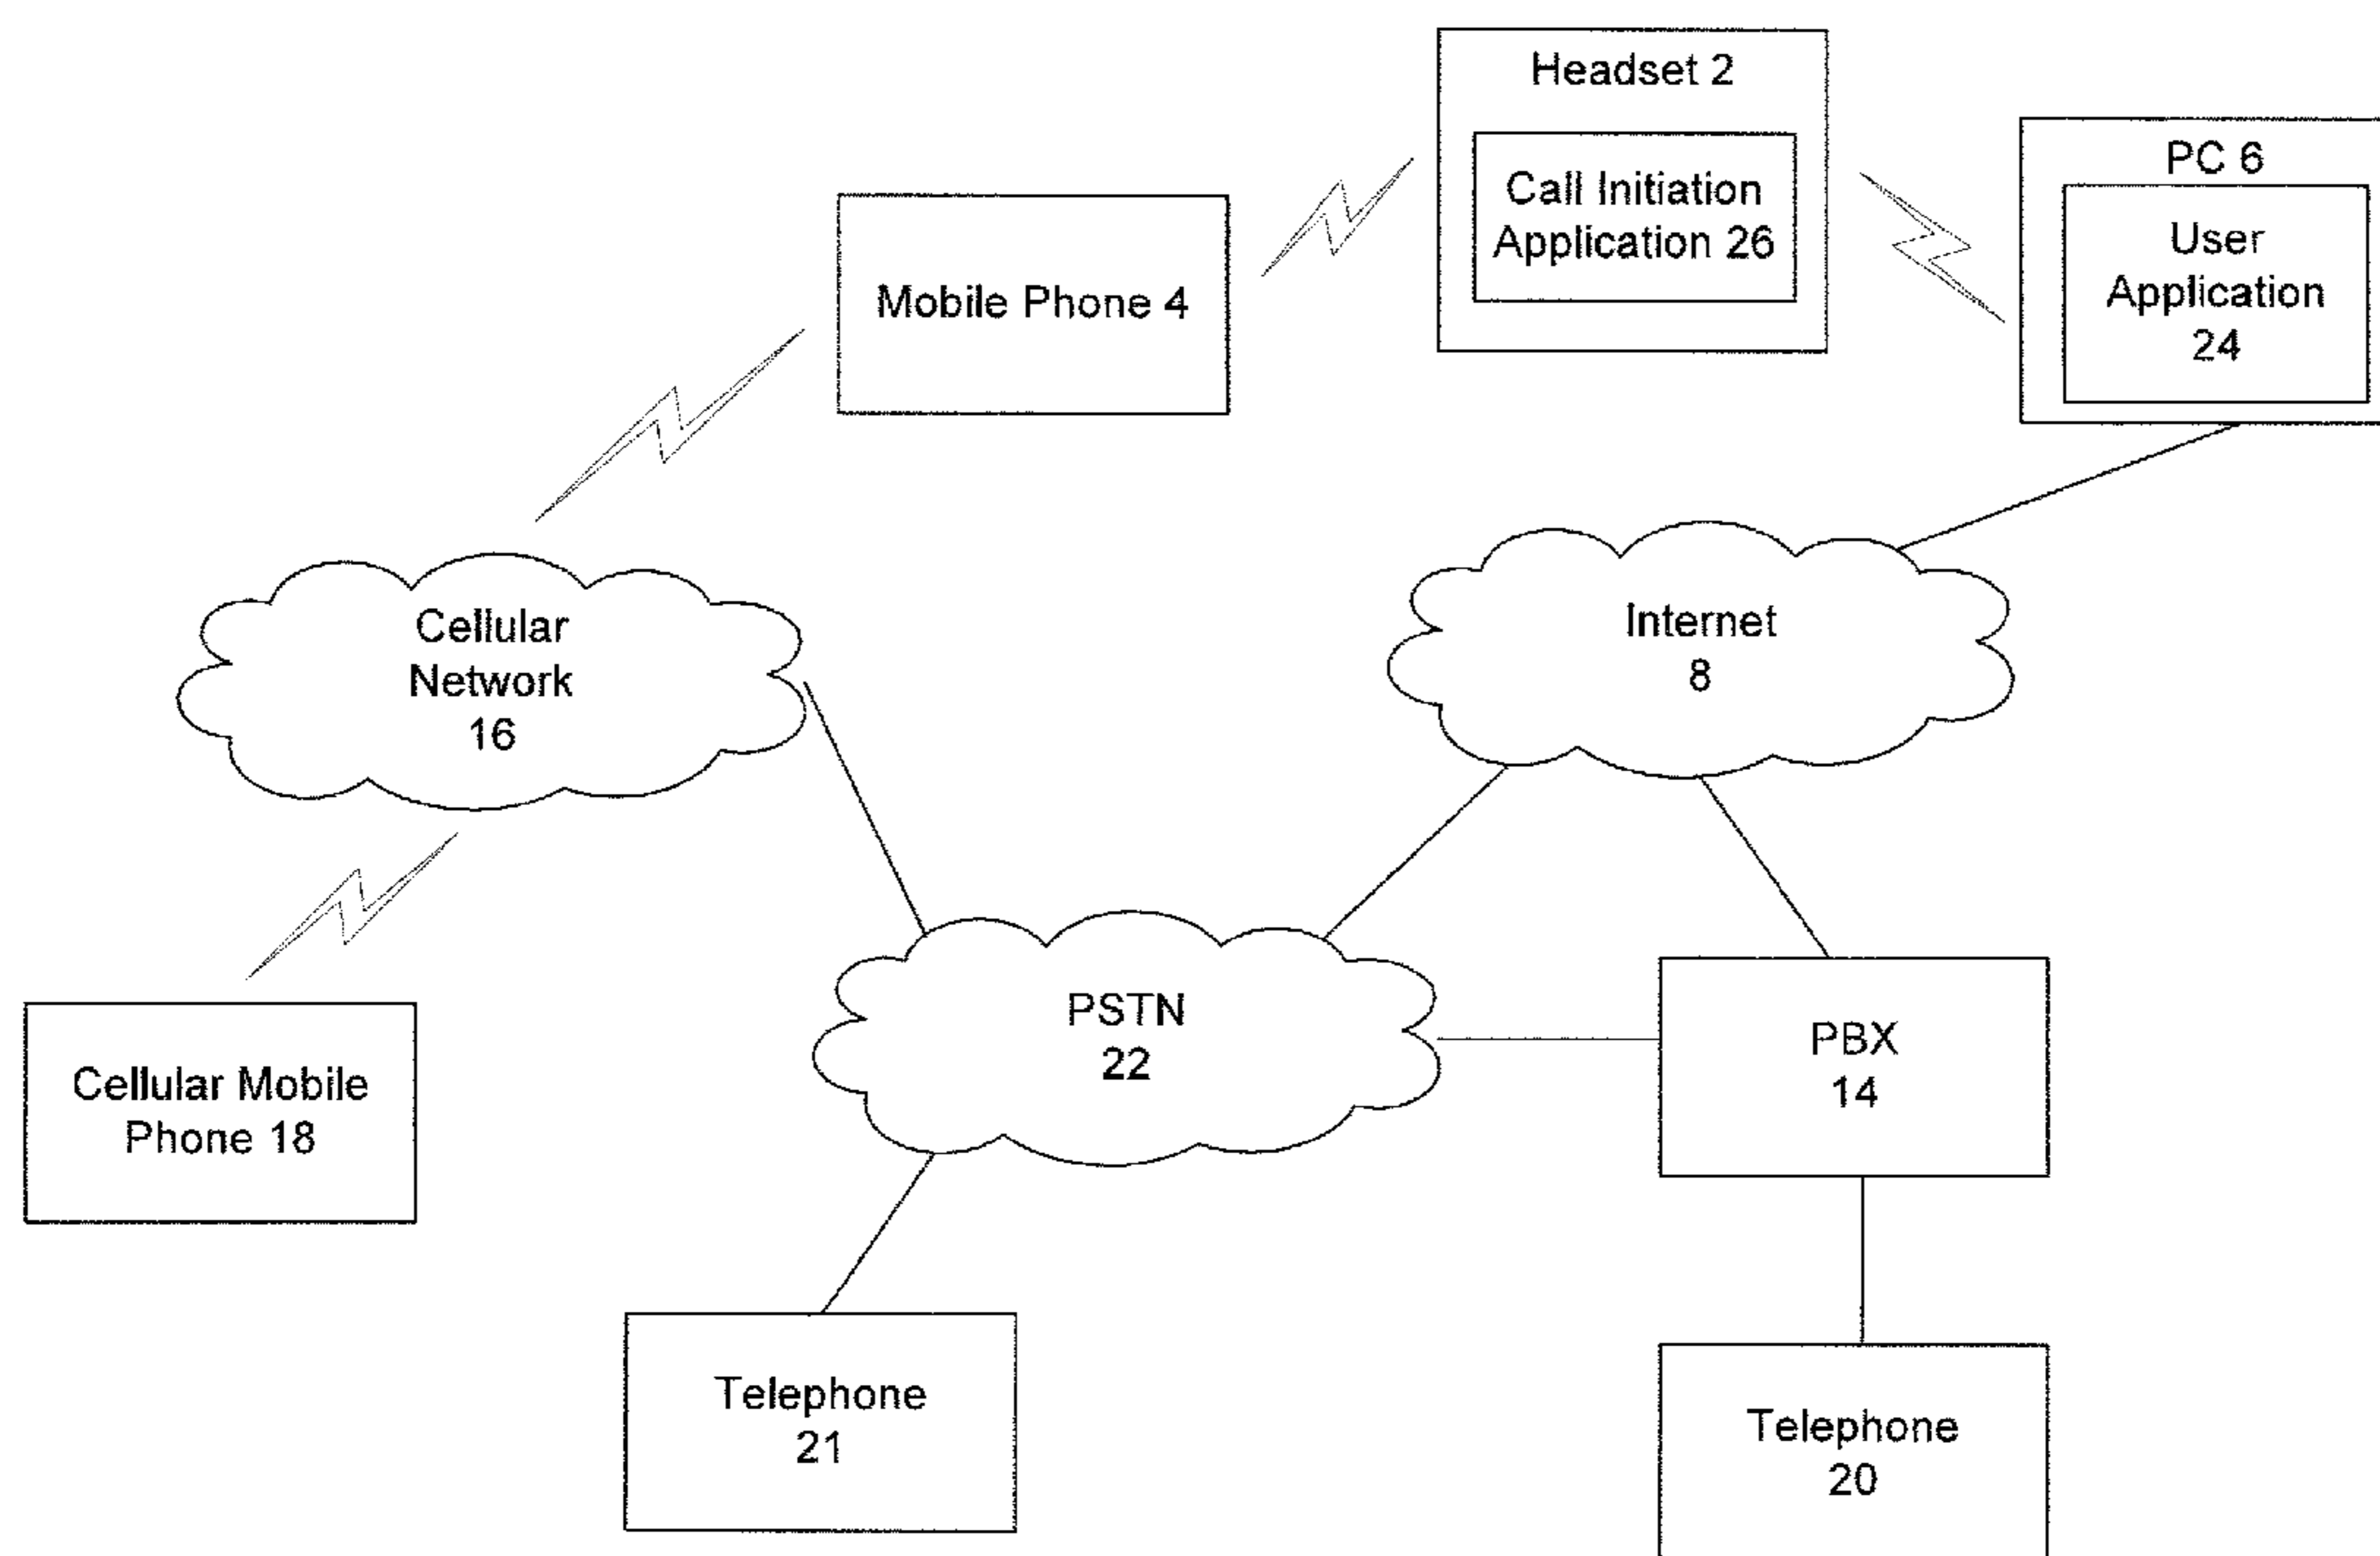 Headset 2
Call Initiation
Application 26
PC 6
User
Application
24
Mobile Phone 4
Cellular
Network
16
Internet
8
PSTN
22
PBX
14
Cellular Mobile
Phone 18
Telephone
21
Telephone
20